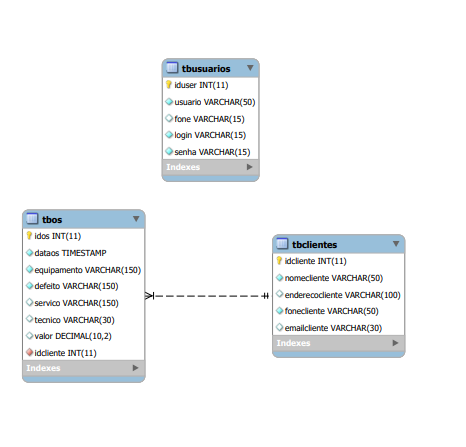 tbusuarios
iduser INT(11)
usuario VARCHAR(50)
fone VARCHAR(15)
login VARCHAR(15)
senha VARCHAR(15)
Indexes
tbos
idos INT(11)
dataos TIMESTAMP
equipamento VARCHAR(150)
defeito VARCHAR(150)
servico VARCHAR(150)
tecnico VARCHAR(30)
valor DECIMAL(10,2)
idcliente INT(11)
Indexes
tbclientes
idcliente INT(11)
nomecliente VARCHAR(50)
enderecocliente VARCHAR(100)
fonecliente VARCHAR(50)
emailcliente VARCHAR(30)
Indexes